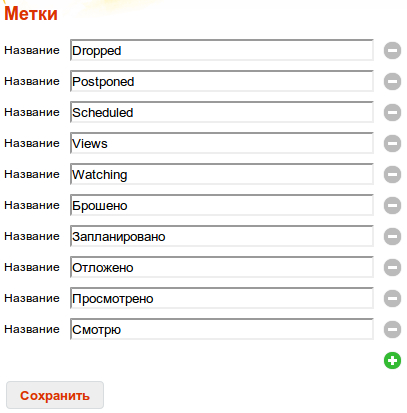 Метки
Название Dropped
Название Postponed
Название Scheduled
Название Views
Название Watching
Название Брошено
Название Запланировано
Название Отложено
Название Просмотрено
Название Смотрю
Сохранить